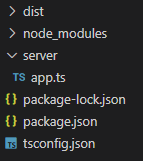 dist
node_modules
server
TS app.ts
{} package-lock.json
{} package.json
tsconfig.json